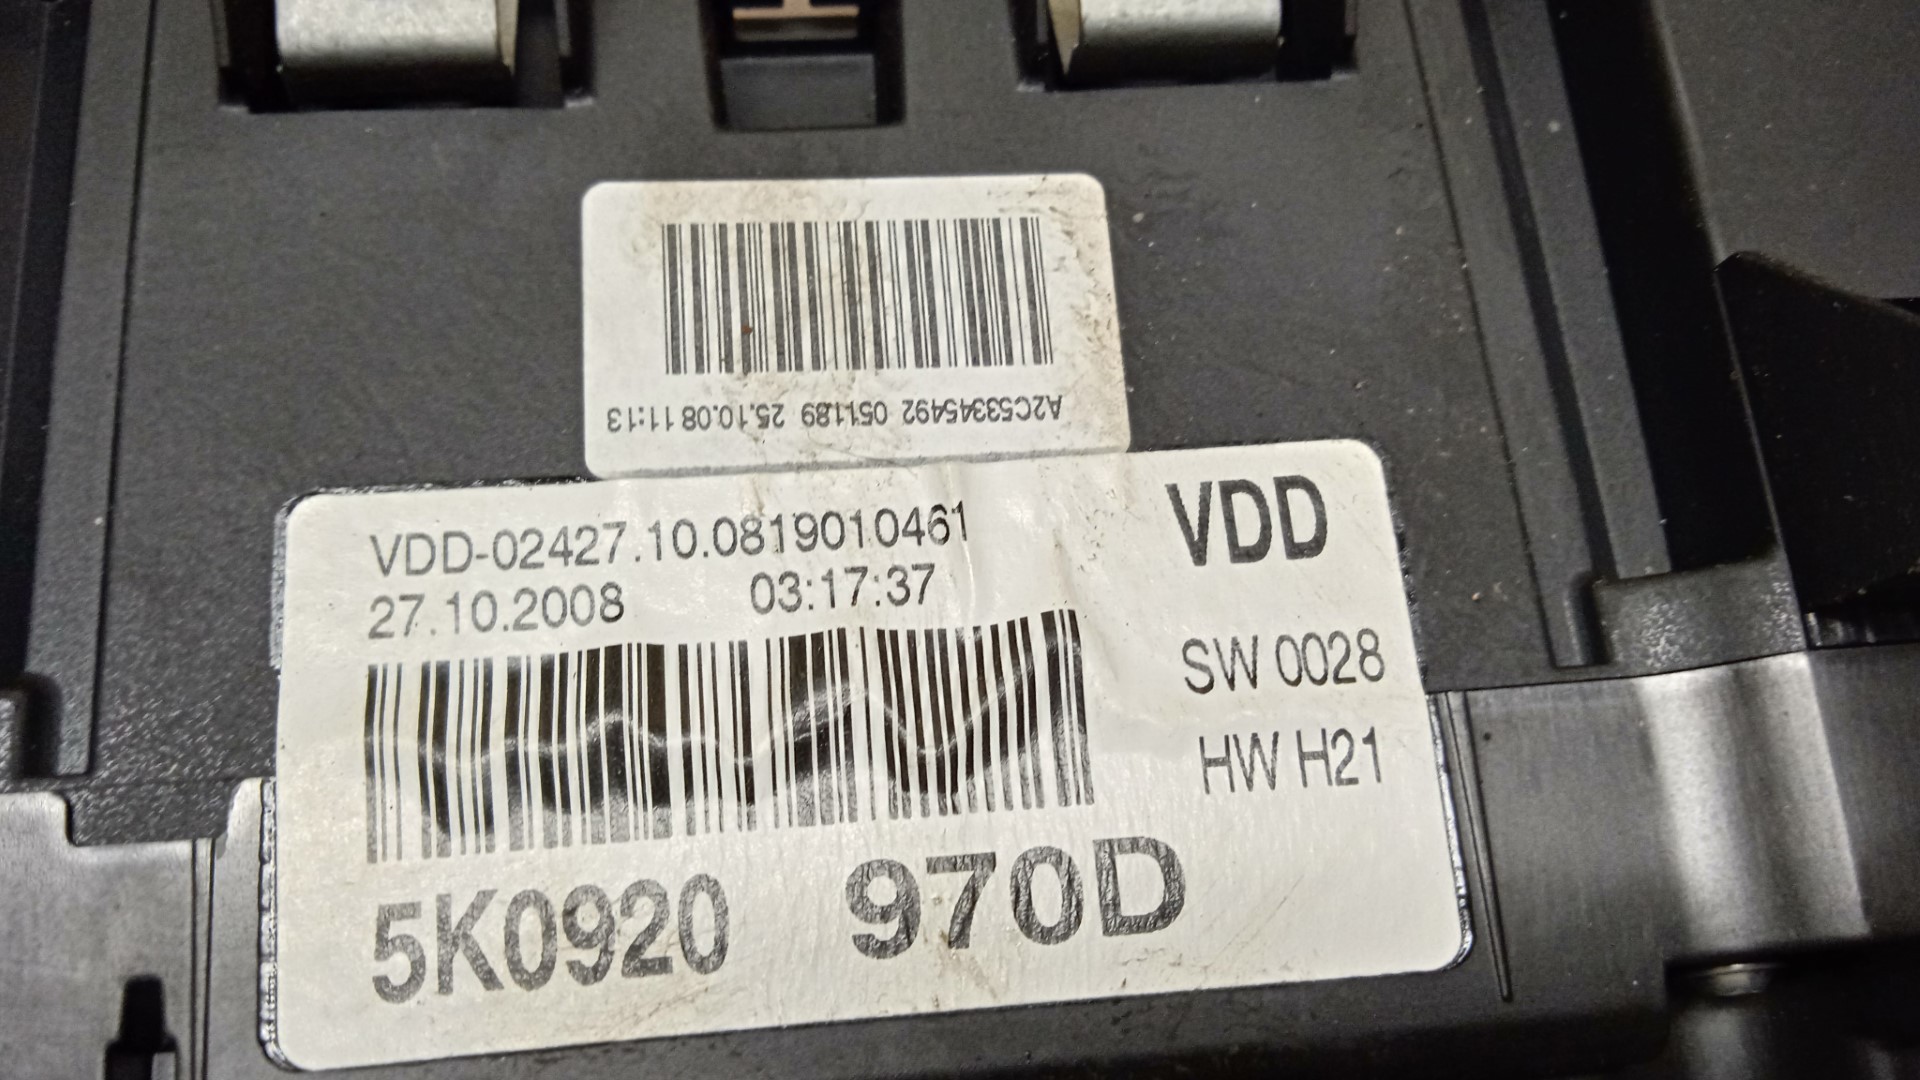 A2C53345492 051189 25.10.08 11:13
VDD-02427.10.0819010461
27.10.2008 03:17:37
VDD
SW 0028
HW H21
5K0920 970D